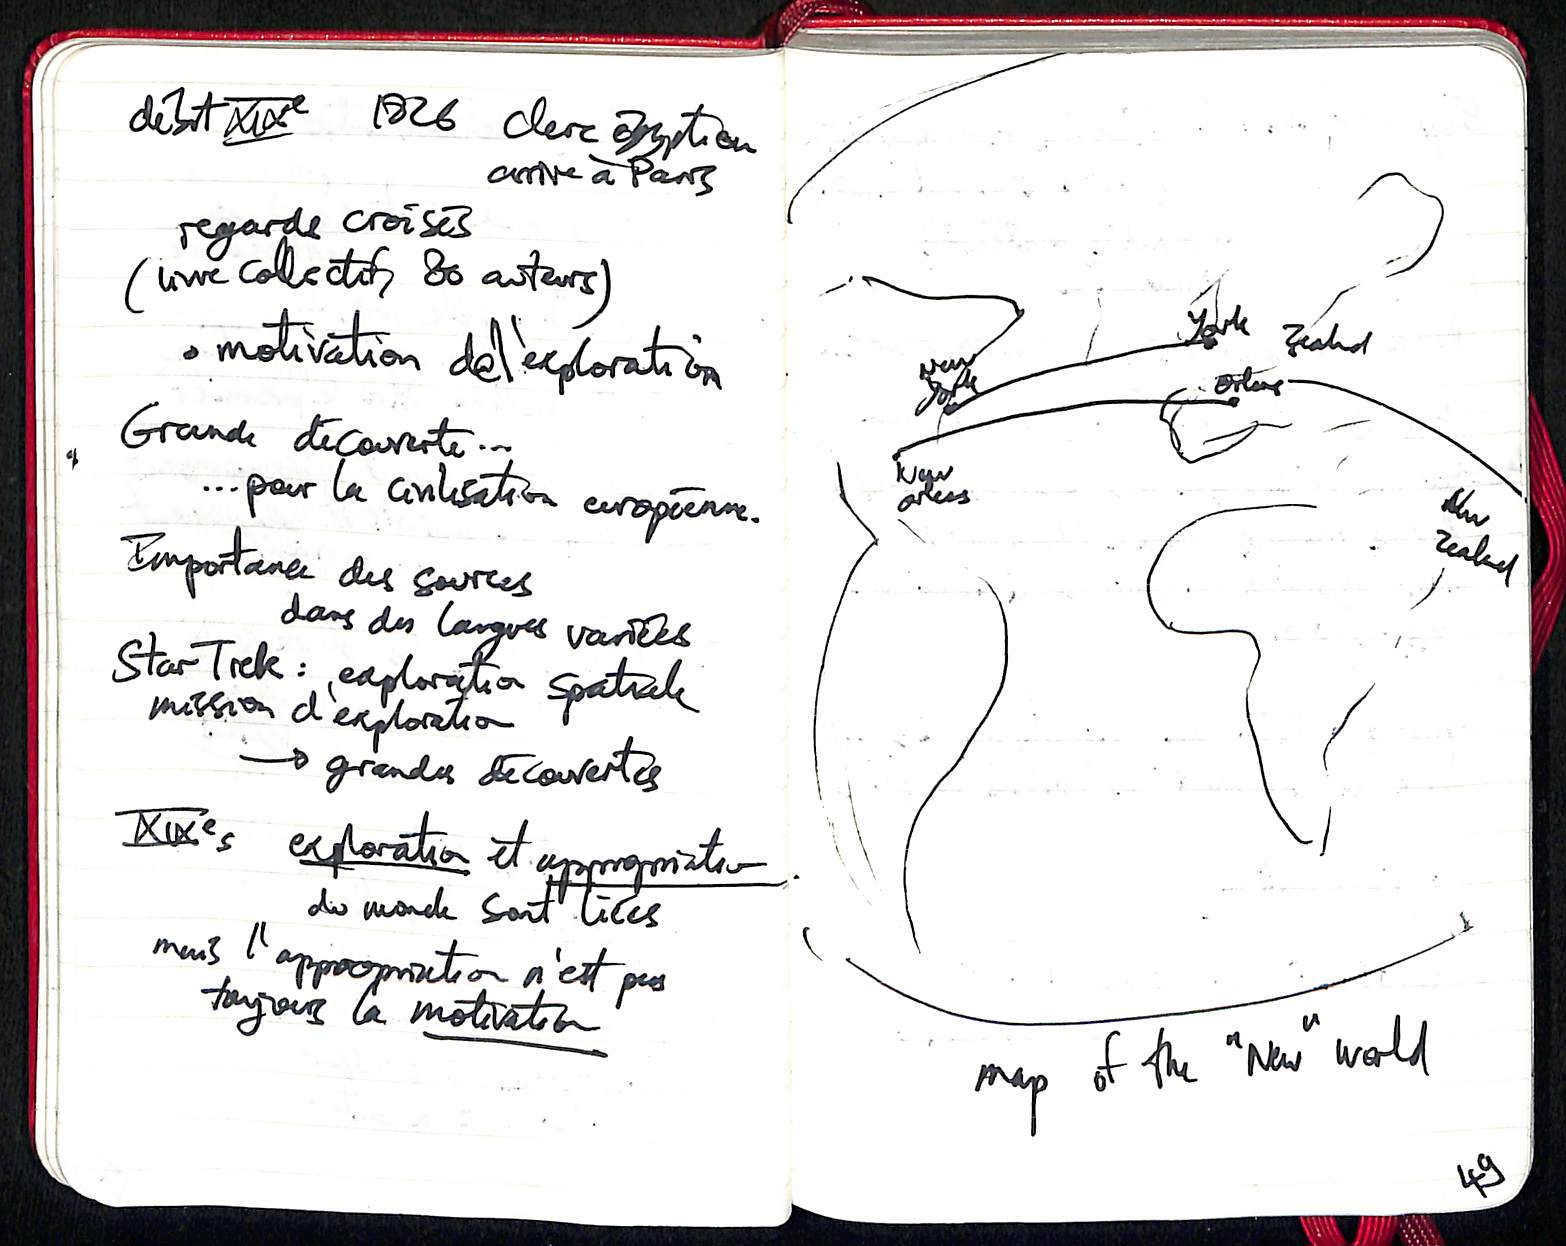 début XIXe 1826 clerc égyptien
arrive à Paris
regards croisés
(livre collectif, 80 auteurs)
• motivation de l'exploration
Grande découverte...
...pour la civilisation européenne.
Importance des sources
dans des langues variées
Star Trek : exploration spatiale
mission d'exploration
→ grandes découvertes
XIXe s exploration et appropriation
du monde sont liées
mais l'appropriation n'est pas
toujours la motivation
York
Zealand
New
York
Orleans
New
Orleans
New
Zealand
map of the "New" world
49